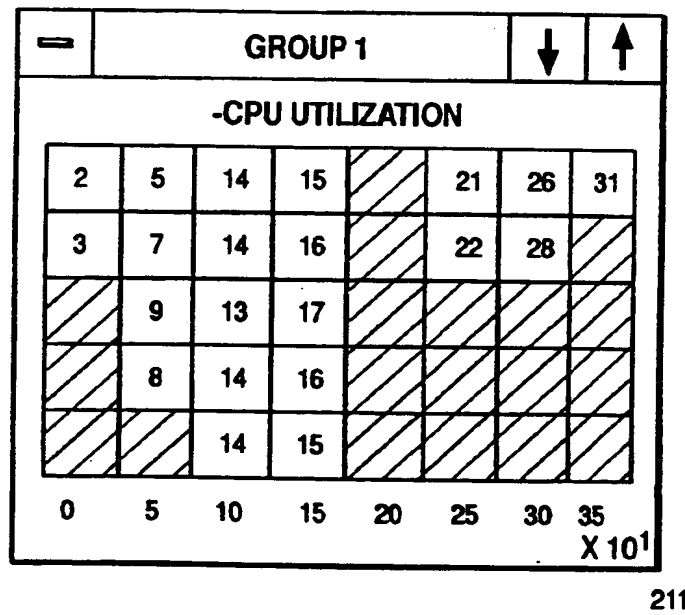 GROUP 1
-CPU UTILIZATION
2 5 14 15 21 26 31
3 7 14 16 22 28
9 13 17
8 14 16
14 15
0 5 10 15 20 25 30 35
X 10¹
211